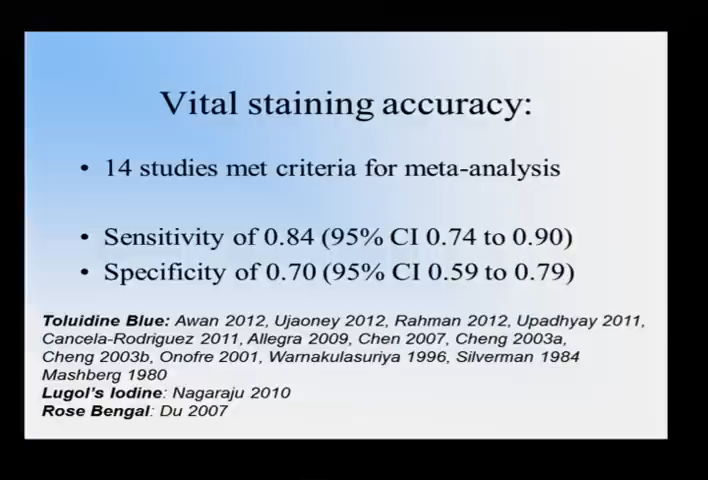 Vital staining accuracy:
• 14 studies met criteria for meta-analysis
• Sensitivity of 0.84 (95% CI 0.74 to 0.90)
• Specificity of 0.70 (95% CI 0.59 to 0.79)
Toluidine Blue: Awan 2012, Ujaoney 2012, Rahman 2012, Upadhyay 2011,
Cancela-Rodriguez 2011, Allegra 2009, Chen 2007, Cheng 2003a,
Cheng 2003b, Onofre 2001, Warnakulasuriya 1996, Silverman 1984
Mashberg 1980
Lugol's Iodine: Nagaraju 2010
Rose Bengal: Du 2007